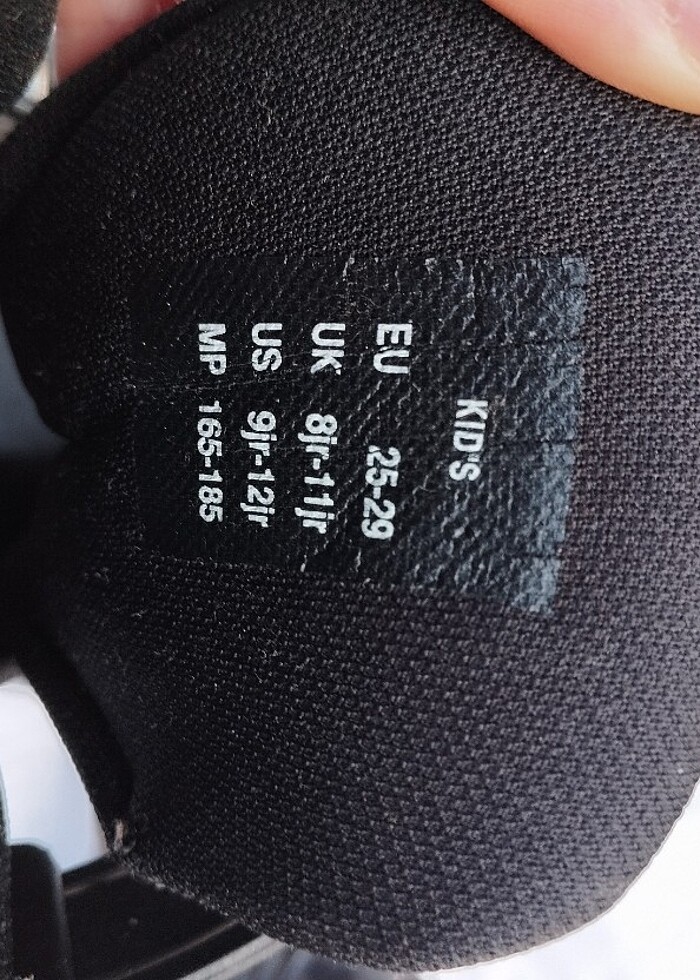 KID'S
EU 25-29
UK 8jr-11jr
US 9jr-12jr
MP 165-185